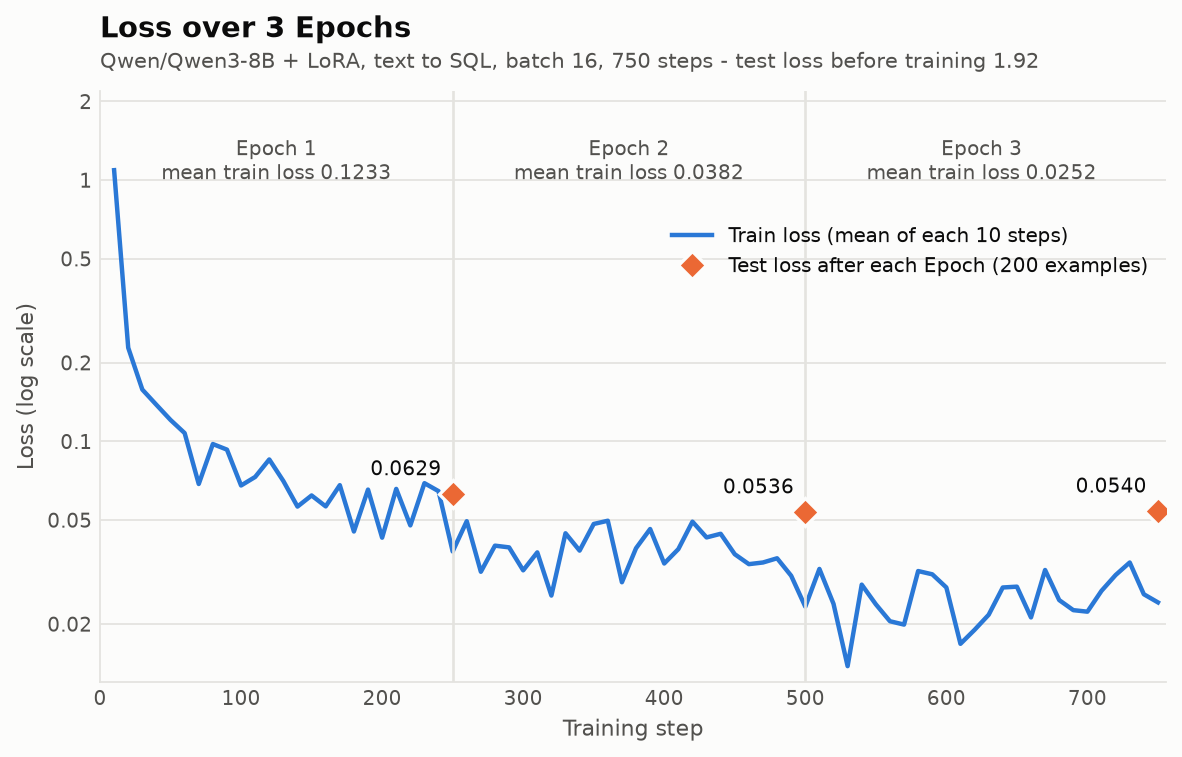 Loss over 3 Epochs
Qwen/Qwen3-8B + LoRA, text to SQL, batch 16, 750 steps - test loss before training 1.92
Epoch 1
mean train loss 0.1233
Epoch 2
mean train loss 0.0382
Epoch 3
mean train loss 0.0252
Train loss (mean of each 10 steps)
Test loss after each Epoch (200 examples)
0.0629
0.0536
0.0540
Loss (log scale)
2
1
0.5
0.2
0.1
0.05
0.02
0 100 200 300 400 500 600 700
Training step